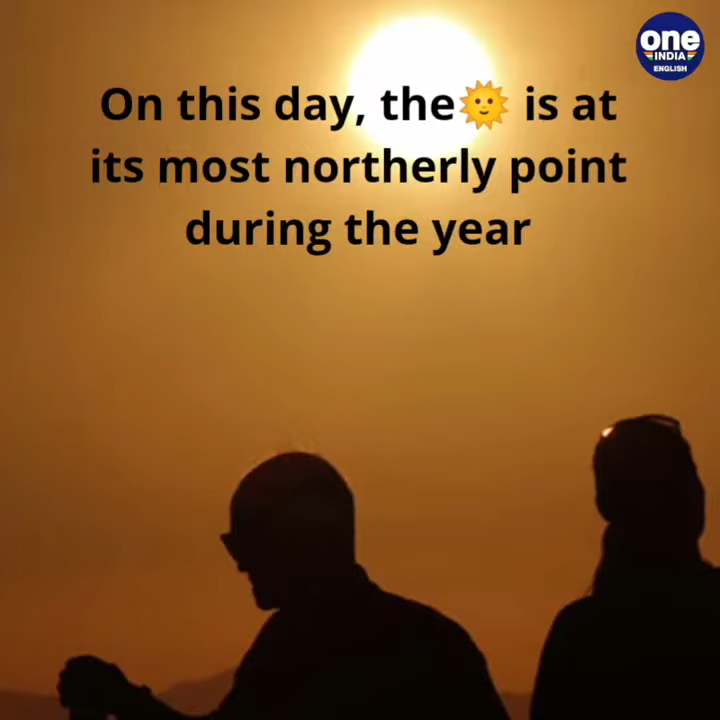 one
INDIA
ENGLISH
On this day, the🌞 is at
its most northerly point
during the year